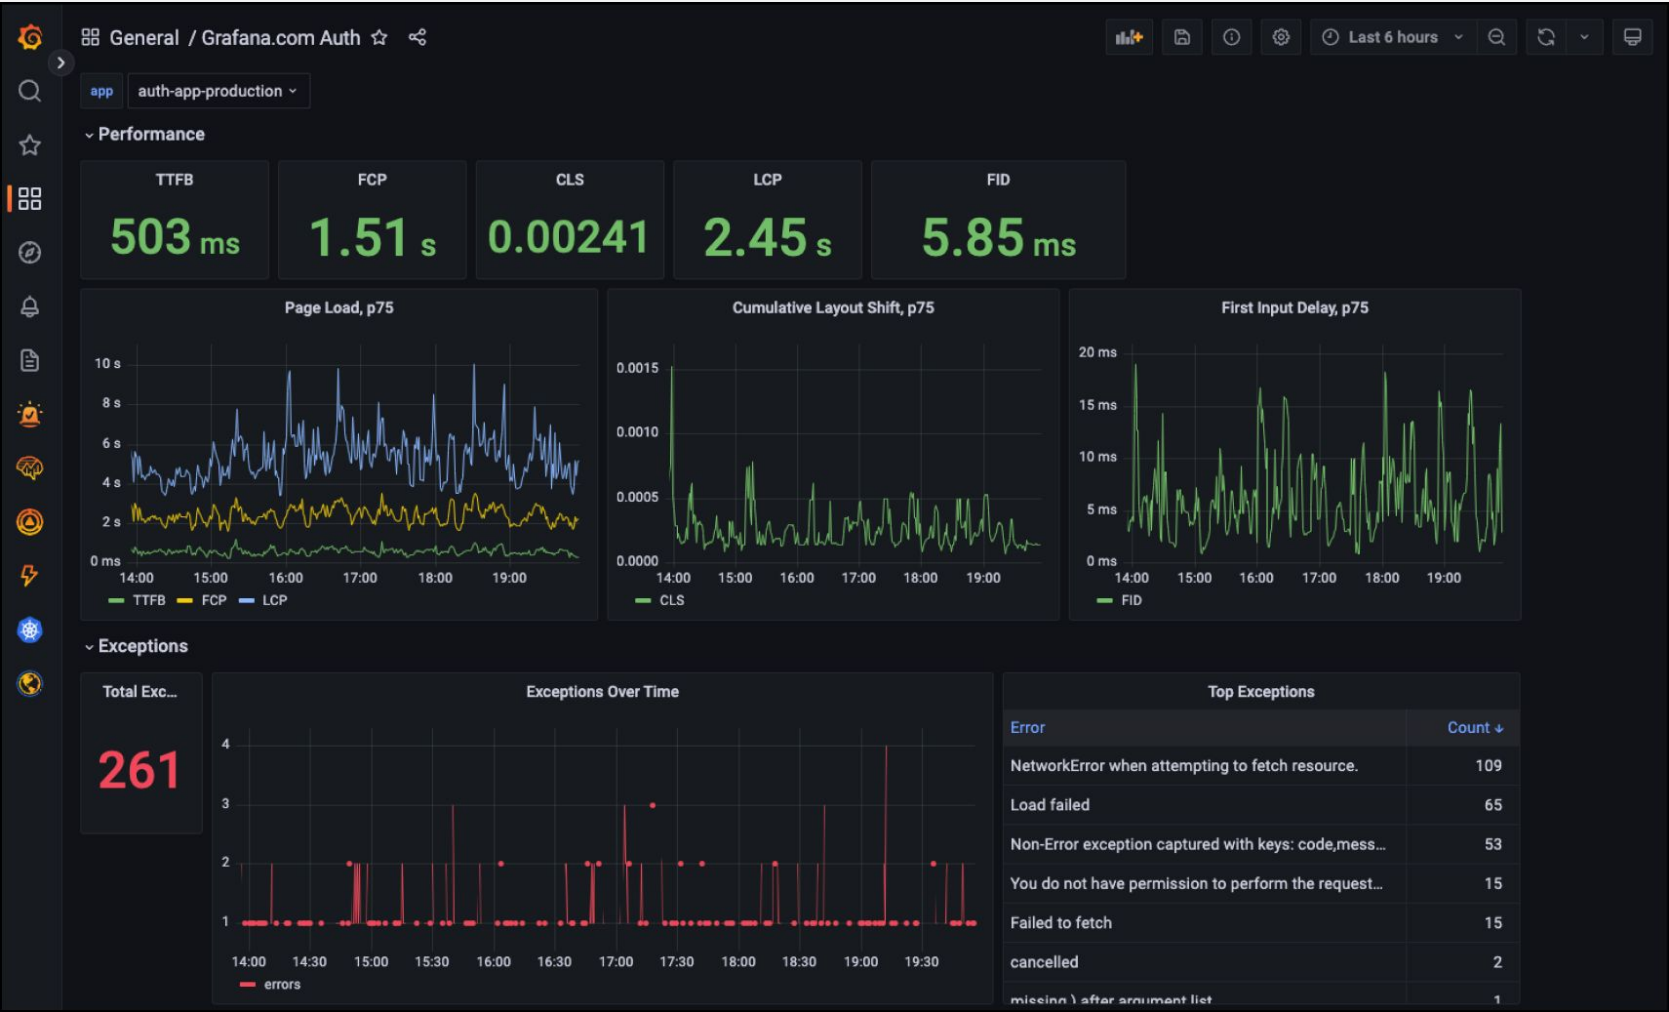 General / Grafana.com Auth
Last 6 hours
app auth-app-production
Performance
TTFB
503 ms
FCP
1.51 s
CLS
0.00241
LCP
2.45 s
FID
5.85 ms
Page Load, p75
10 s
8 s
6 s
4 s
2 s
0 ms
14:00 15:00 16:00 17:00 18:00 19:00
TTFB FCP LCP
Cumulative Layout Shift, p75
0.0015
0.0010
0.0005
0.0000
14:00 15:00 16:00 17:00 18:00 19:00
CLS
First Input Delay, p75
20 ms
15 ms
10 ms
5 ms
0 ms
14:00 15:00 16:00 17:00 18:00 19:00
FID
Exceptions
Total Exc...
261
Exceptions Over Time
4
3
2
1
14:00 14:30 15:00 15:30 16:00 16:30 17:00 17:30 18:00 18:30 19:00 19:30
errors
Top Exceptions
Error Count
NetworkError when attempting to fetch resource. 109
Load failed 65
Non-Error exception captured with keys: code,mess... 53
You do not have permission to perform the request... 15
Failed to fetch 15
cancelled 2
missing ) after argument list 1